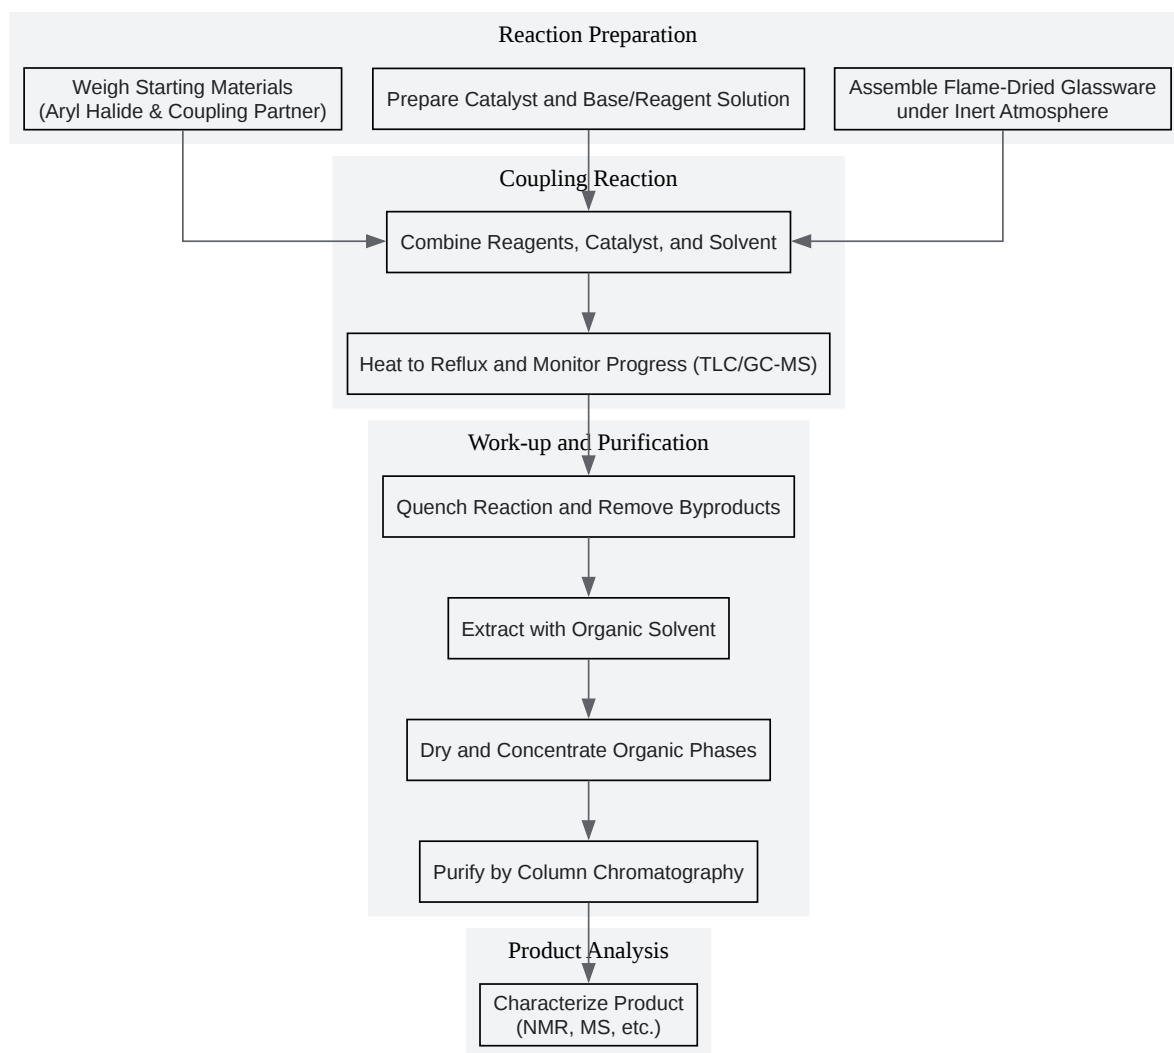 Reaction Preparation
Weigh Starting Materials
(Aryl Halide & Coupling Partner)
Prepare Catalyst and Base/Reagent Solution
Assemble Flame-Dried Glassware
under Inert Atmosphere
Coupling Reaction
Combine Reagents, Catalyst, and Solvent
Heat to Reflux and Monitor Progress (TLC/GC-MS)
Work-up and Purification
Quench Reaction and Remove Byproducts
Extract with Organic Solvent
Dry and Concentrate Organic Phases
Purify by Column Chromatography
Product Analysis
Characterize Product
(NMR, MS, etc.)